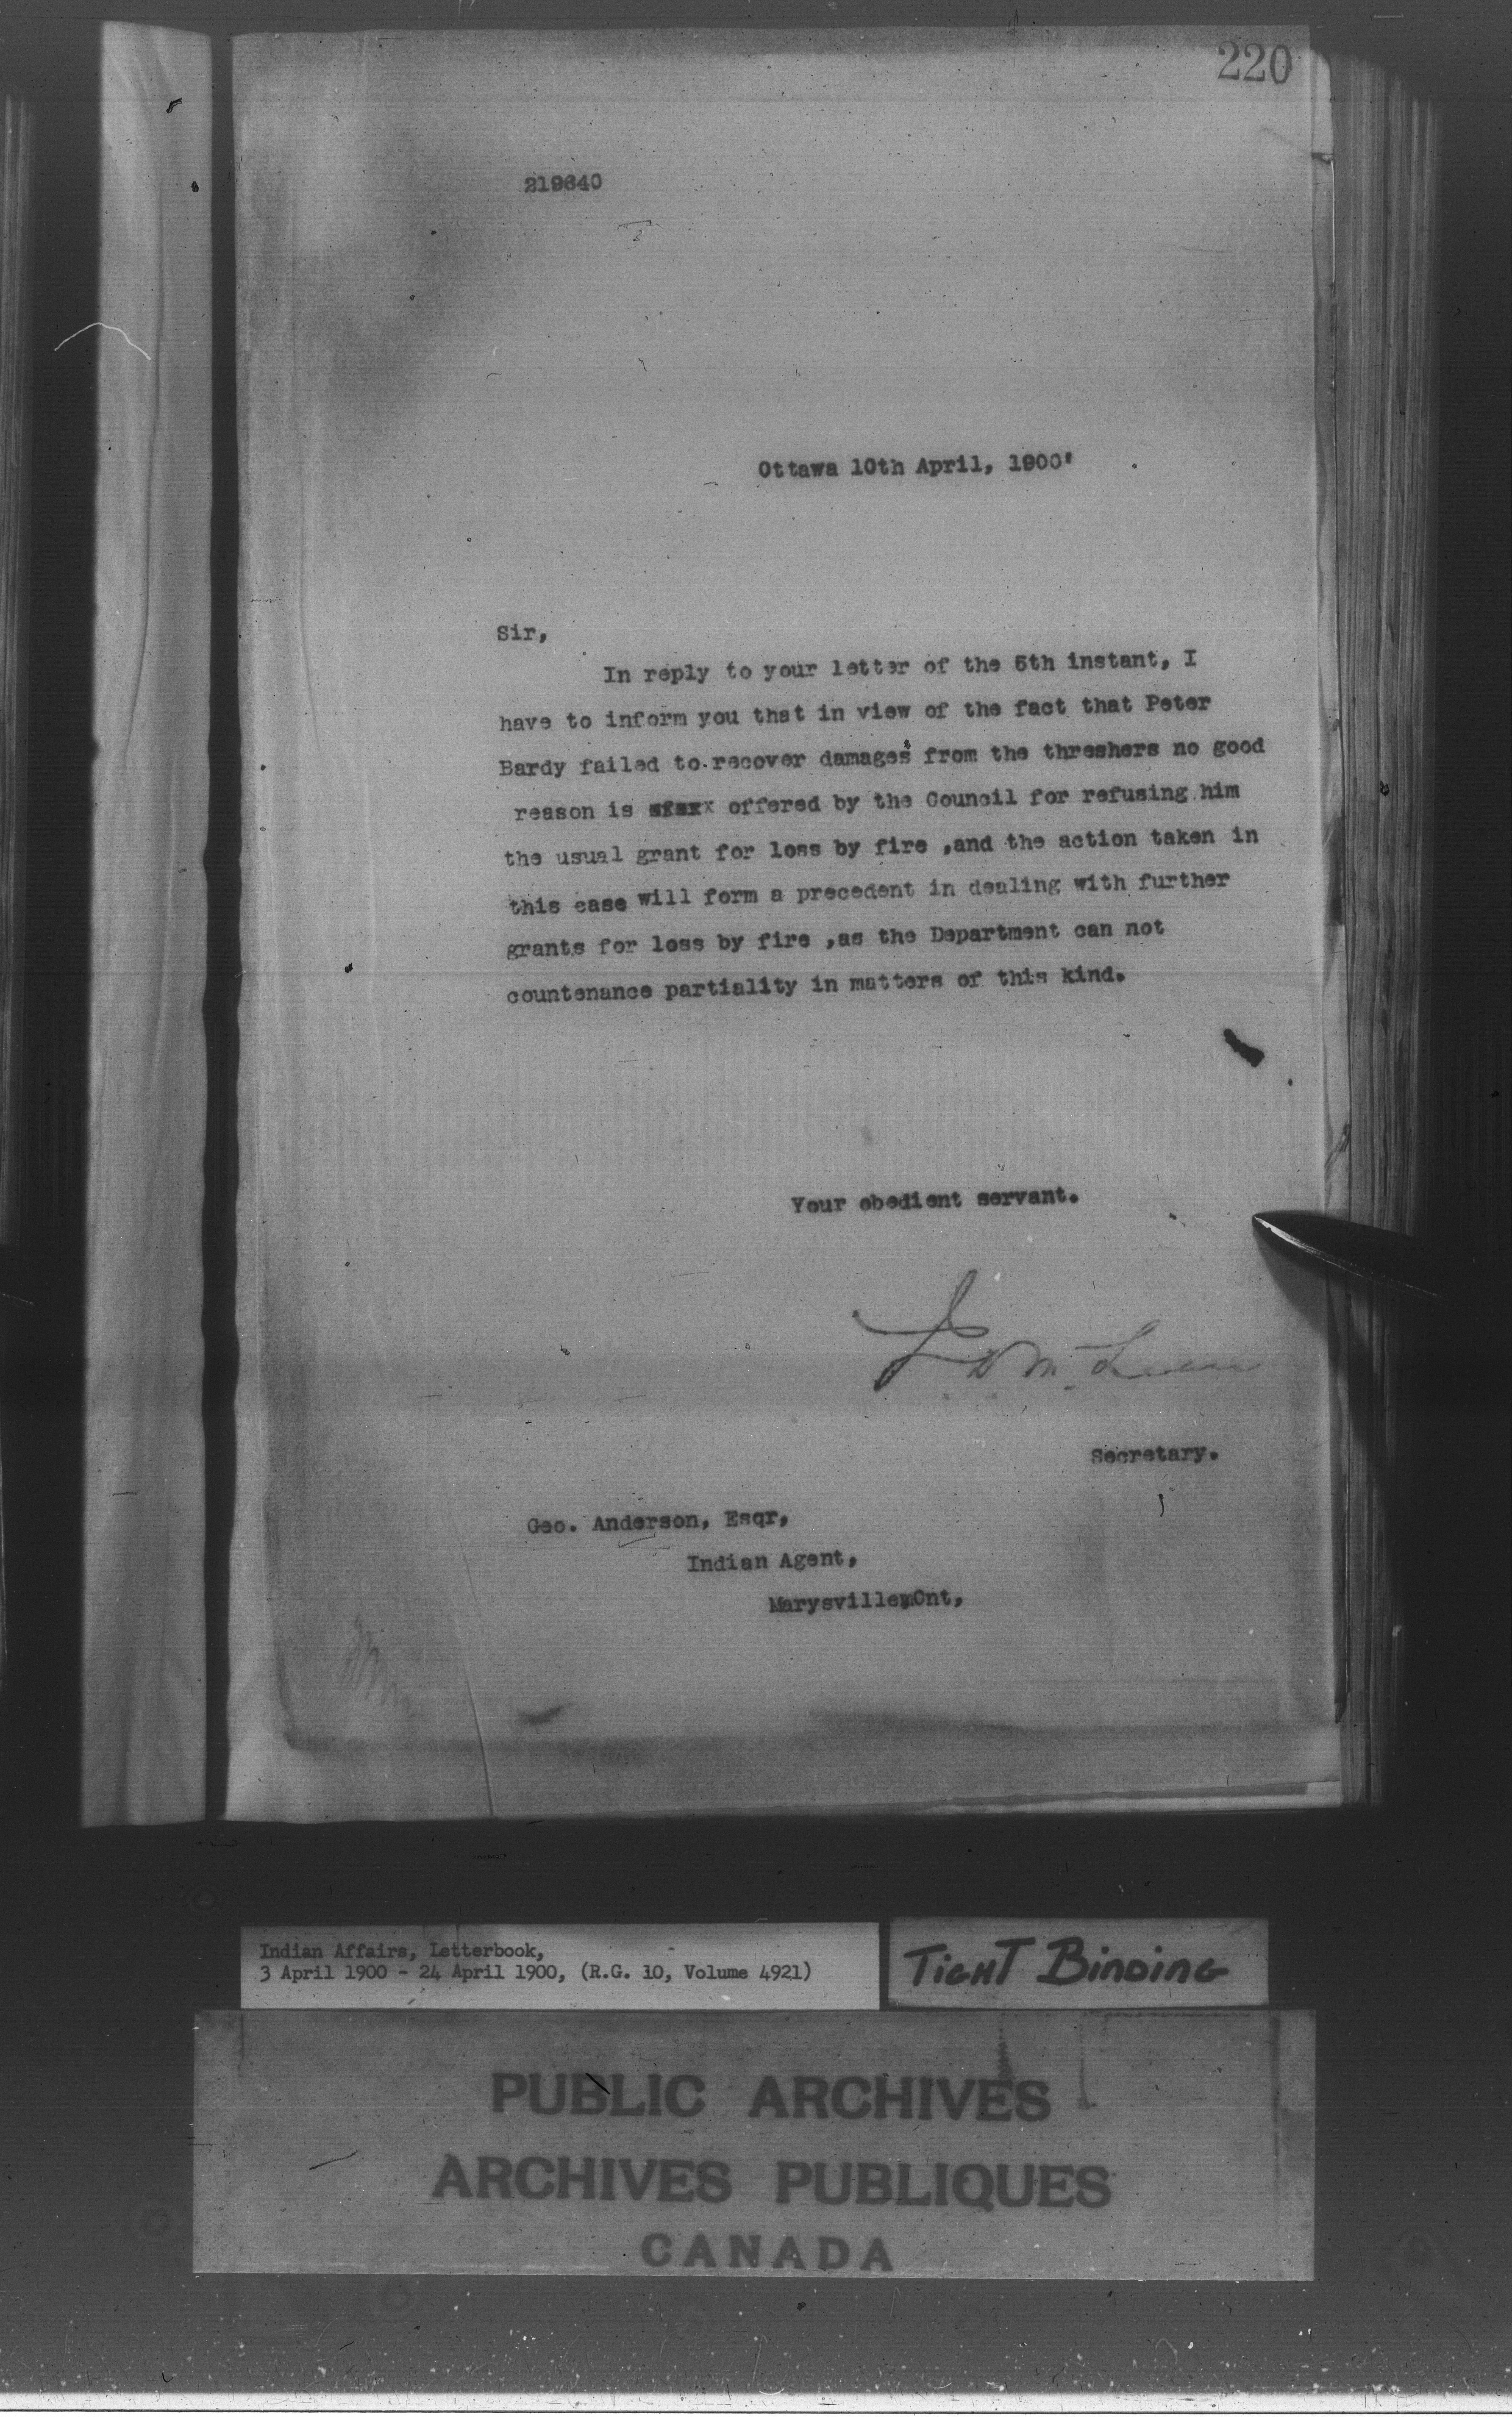 220
219640
Ottawa 10th April, 1900'
Sir,
In reply to your letter of the 5th instant, I
have to inform you that in view of the fact that Peter
Bardy failed to recover damages from the threshers no good
reason is offered by the Council for refusing him
the usual grant for loss by fire ,and the action taken in
this case will form a precedent in dealing with further
grants for loss by fire ,as the Department can not
countenance partiality in matters of this kind.
Your obedient servant.
J D McLean
Secretary.
Geo. Anderson, Esqr,
Indian Agent,
Marysville,Ont,
Indian Affairs, Letterbook,
3 April 1900 - 24 April 1900, (R.G. 10, Volume 4921)
TIGHT BINDING
PUBLIC ARCHIVES
ARCHIVES PUBLIQUES
CANADA